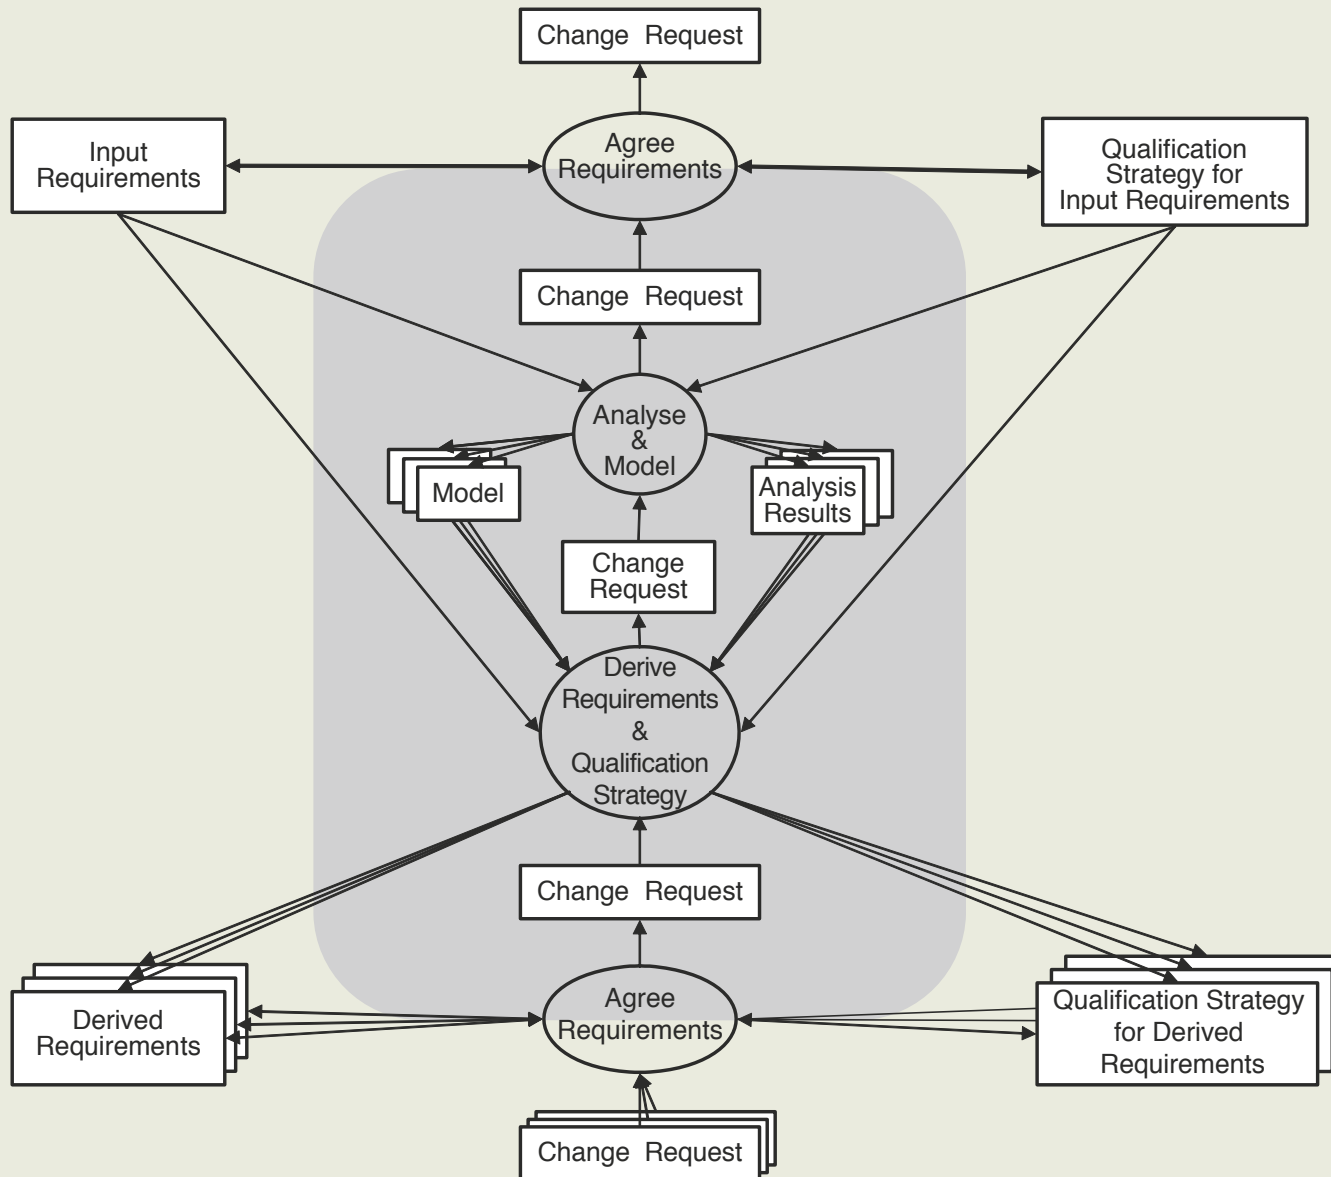 Change Request
Input
Requirements
Agree
Requirements
Qualification
Strategy for
Input Requirements
Change Request
Analyse
&
Model
Model
Analysis
Results
Change
Request
Derive
Requirements
&
Qualification
Strategy
Change Request
Derived
Requirements
Agree
Requirements
Qualification Strategy
for Derived
Requirements
Change Request